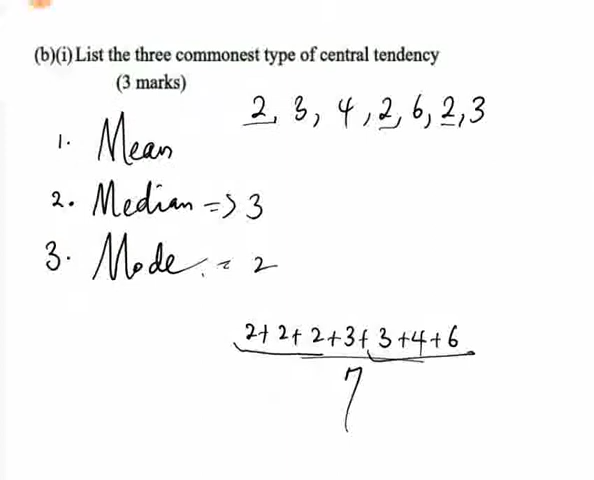 (b)(i) List the three commonest type of central tendency
(3 marks)
2, 3, 4, 2, 6, 2, 3
1. Mean
2. Median => 3
3. Mode. = 2
2+ 2+ 2+3+ 3+4+6
7